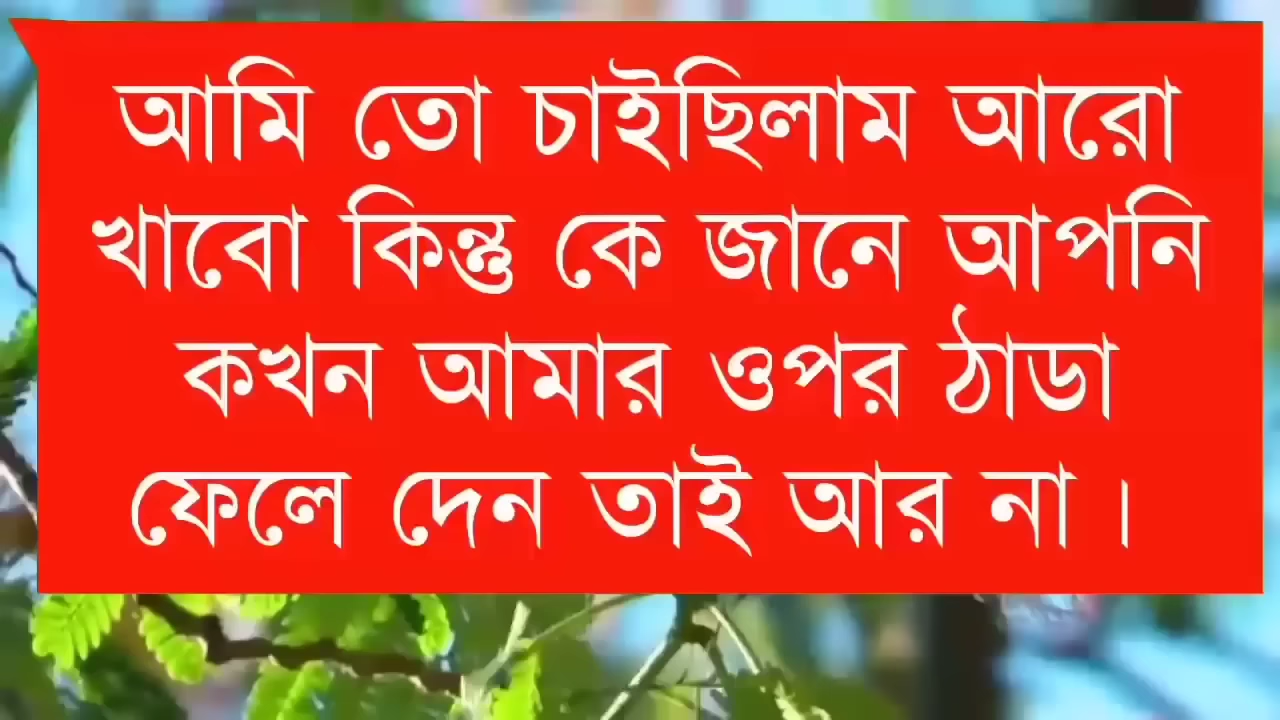 আমি তো চাইছিলাম আরো
খাবো কিন্তু কে জানে আপনি
কখন আমার ওপর ঠাডা
ফেলে দেন তাই আর না।